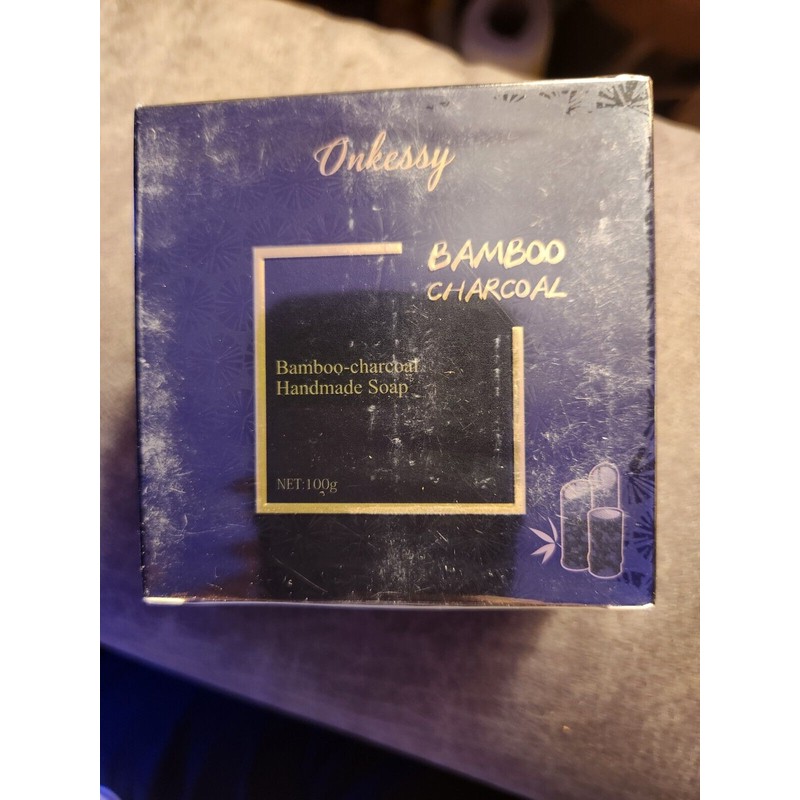 Onkessy
BAMBOO
CHARCOAL
Bamboo-charcoal
Handmade Soap
NET:100g